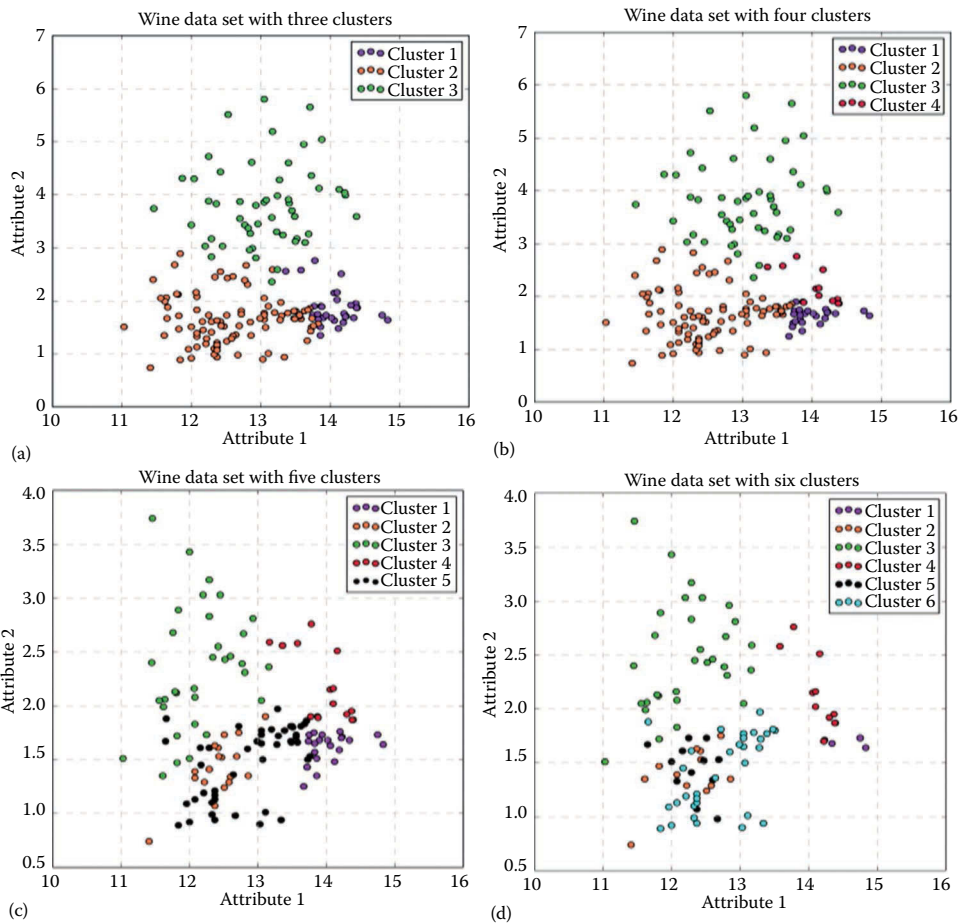 Wine data set with three clusters
7
6
5
4
3
2
1
0
Attribute 2
Cluster 1
Cluster 2
Cluster 3
10 11 12 13 14 15 16
Attribute 1
(a)
Wine data set with four clusters
7
6
5
4
3
2
1
0
Attribute 2
Cluster 1
Cluster 2
Cluster 3
Cluster 4
10 11 12 13 14 15 16
Attribute 1
(b)
Wine data set with five clusters
4.0
3.5
3.0
2.5
2.0
1.5
1.0
0.5
Attribute 2
Cluster 1
Cluster 2
Cluster 3
Cluster 4
Cluster 5
10 11 12 13 14 15 16
Attribute 1
(c)
Wine data set with six clusters
4.0
3.5
3.0
2.5
2.0
1.5
1.0
0.5
Attribute 2
Cluster 1
Cluster 2
Cluster 3
Cluster 4
Cluster 5
Cluster 6
10 11 12 13 14 15 16
Attribute 1
(d)